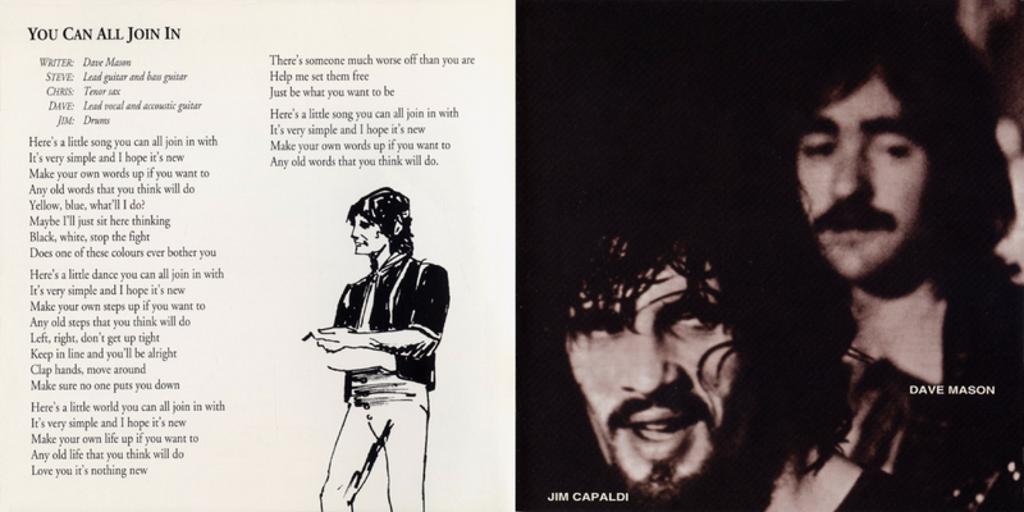 YOU CAN ALL JOIN IN
WRITER: Dave Mason
STEVE: Lead guitar and bass guitar
CHRIS: Tenor sax
DAVE: Lead vocal and accoustic guitar
JIM: Drums
Here's a little song you can all join in with
It's very simple and I hope it's new
Make your own words up if you want to
Any old words that you think will do
Yellow, blue, what'll I do?
Maybe I'll just sit here thinking
Black, white, stop the fight
Does one of these colours ever bother you
Here's a little dance you can all join in with
It's very simple and I hope it's new
Make your own steps up if you want to
Any old steps that you think will do
Left, right, don't get up tight
Keep in line and you'll be alright
Clap hands, move around
Make sure no one puts you down
Here's a little world you can all join in with
It's very simple and I hope it's new
Make your own life up if you want to
Any old life that you think will do
Love you it's nothing new
There's someone much worse off than you are
Help me set them free
Just be what you want to be
Here's a little song you can all join in with
It's very simple and I hope it's new
Make your own words up if you want to
Any old words that you think will do.
DAVE MASON
JIM CAPALDI